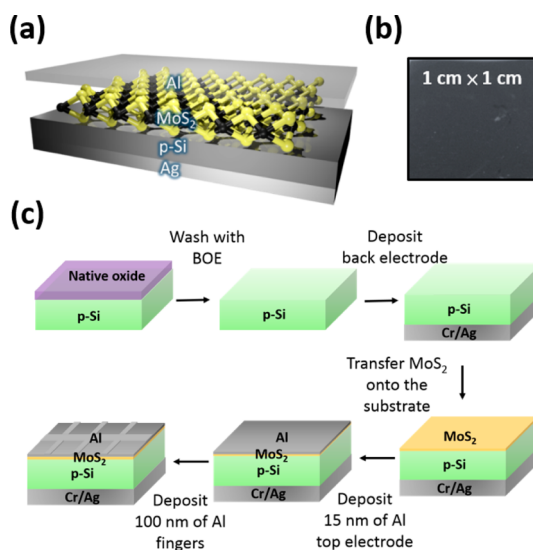 (a)
Al
MoS₂
p-Si
Ag
(b)
1 cm × 1 cm
(c)
Native oxide
p-Si
Wash with
BOE
p-Si
Deposit
back electrode
p-Si
Cr/Ag
Transfer MoS₂
onto the
substrate
MoS₂
p-Si
Cr/Ag
Deposit
15 nm of Al
top electrode
Al
MoS₂
p-Si
Cr/Ag
Deposit
100 nm of Al
fingers
Al
MoS₂
p-Si
Cr/Ag